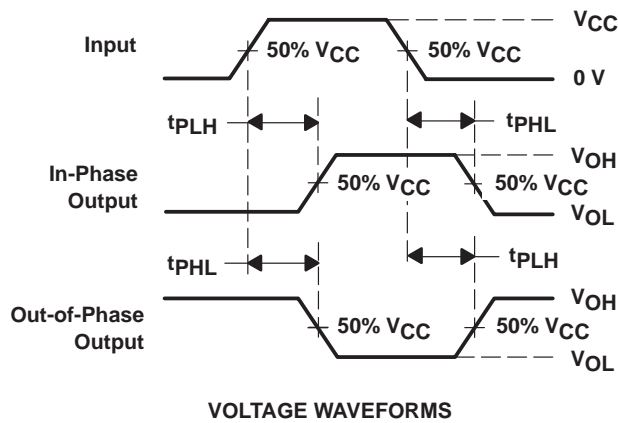 VCC
Input
50% VCC
50% VCC
0 V
tPLH
tPHL
VOH
In-Phase
Output
50% VCC
50% VCC
VOL
tPHL
tPLH
VOH
Out-of-Phase
Output
50% VCC
50% VCC
VOL
VOLTAGE WAVEFORMS